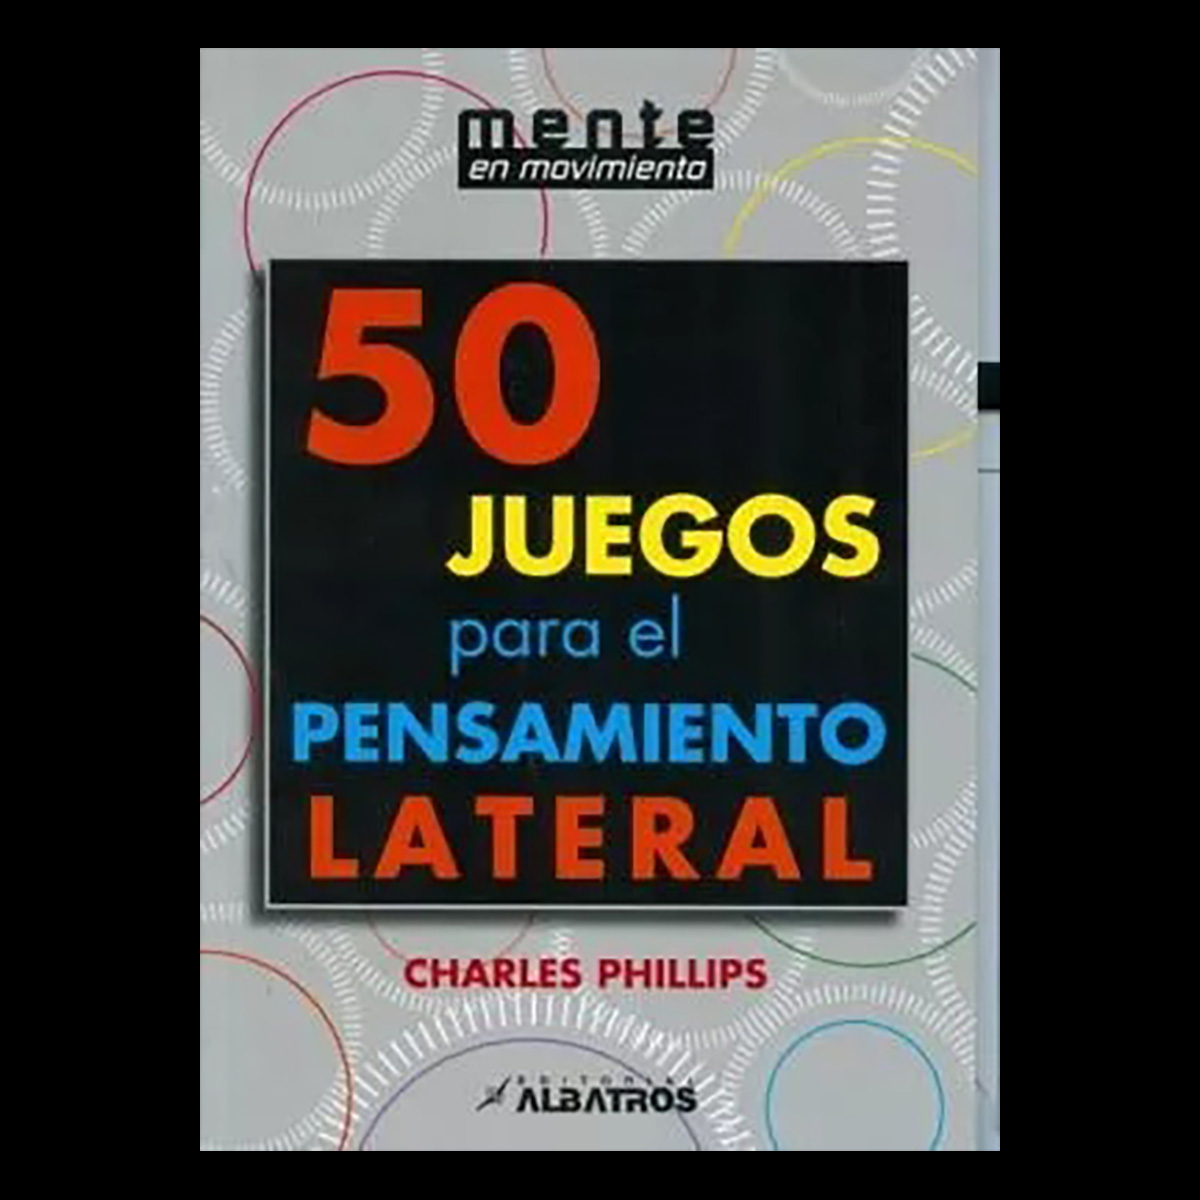 mente
en movimiento
50
JUEGOS
para el
PENSAMIENTO
LATERAL
CHARLES PHILLIPS
EDITORIAL
ALBATROS